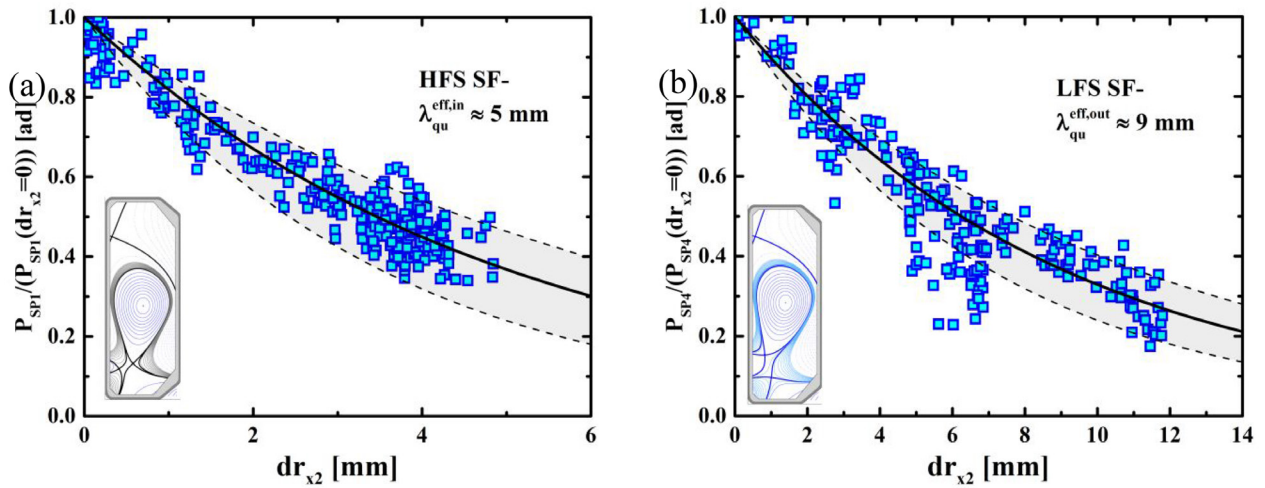 (a)
P_SP1/(P_SP1(dr_x2=0)) [ad]
1.0
0.8
0.6
0.4
0.2
0.0
HFS SF-
λ_qu^eff,in ≈ 5 mm
0 2 4 6
dr_x2 [mm]
(b)
P_SP4/(P_SP4(dr_x2=0)) [ad]
1.0
0.8
0.6
0.4
0.2
0.0
LFS SF-
λ_qu^eff,out ≈ 9 mm
0 2 4 6 8 10 12 14
dr_x2 [mm]